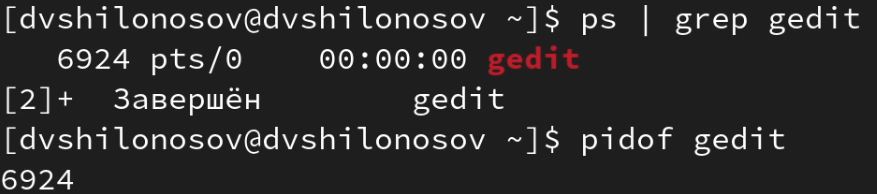 [dvshilonosov@dvshilonosov ~]$ ps | grep gedit
   6924 pts/0    00:00:00 gedit
[2]+  Завершён        gedit
[dvshilonosov@dvshilonosov ~]$ pidof gedit
6924